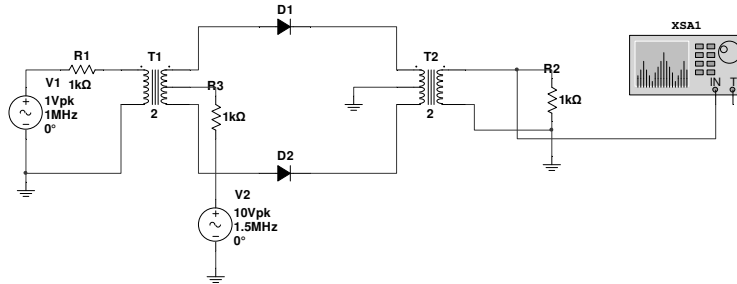 D1
XSA1
R1
T1
T2
V1
1kΩ
R3
R2
1Vpk
1MHz
0°
1kΩ
1kΩ
IN T
2
2
D2
V2
10Vpk
1.5MHz
0°